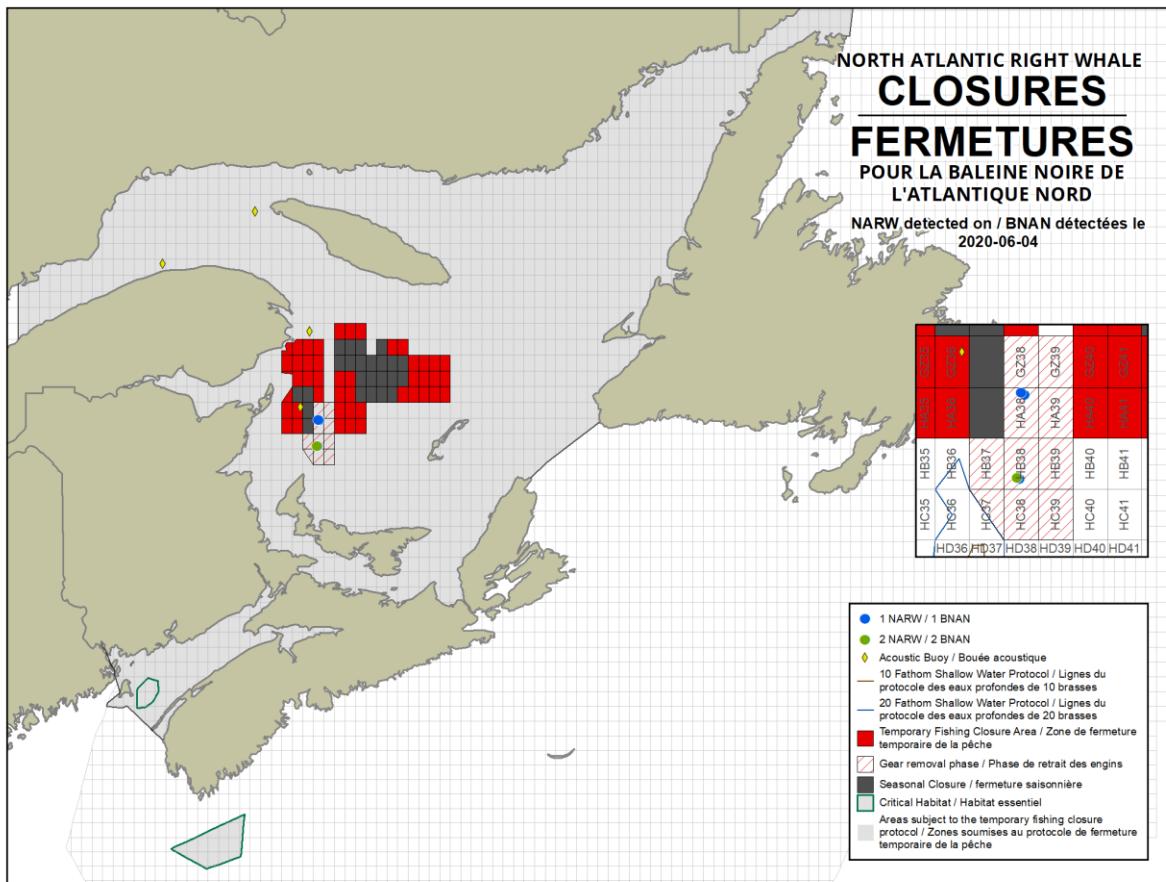 NORTH ATLANTIC RIGHT WHALE
CLOSURES
FERMETURES
POUR LA BALEINE NOIRE DE
L'ATLANTIQUE NORD
NARW detected on / BNAN détectées le
2020-06-04
GZ38
GZ39
HA38
HA39
HA40
HA41
HB35
HB36
HB37
HB38
HB39
HB40
HB41
HC35
HC36
HC37
HC38
HC39
HC40
HC41
HD36
HD37
HD38
HD39
HD40
HD41
1 NARW / 1 BNAN
2 NARW / 2 BNAN
Acoustic Buoy / Bouée acoustique
10 Fathom Shallow Water Protocol / Lignes du
protocole des eaux profondes de 10 brasses
20 Fathom Shallow Water Protocol / Lignes du
protocole des eaux profondes de 20 brasses
Temporary Fishing Closure Area / Zone de fermeture
temporaire de la pêche
Gear removal phase / Phase de retrait des engins
Seasonal Closure / fermeture saisonnière
Critical Habitat / Habitat essentiel
Areas subject to the temporary fishing closure
protocol / Zones soumises au protocole de fermeture
temporaire de la pêche